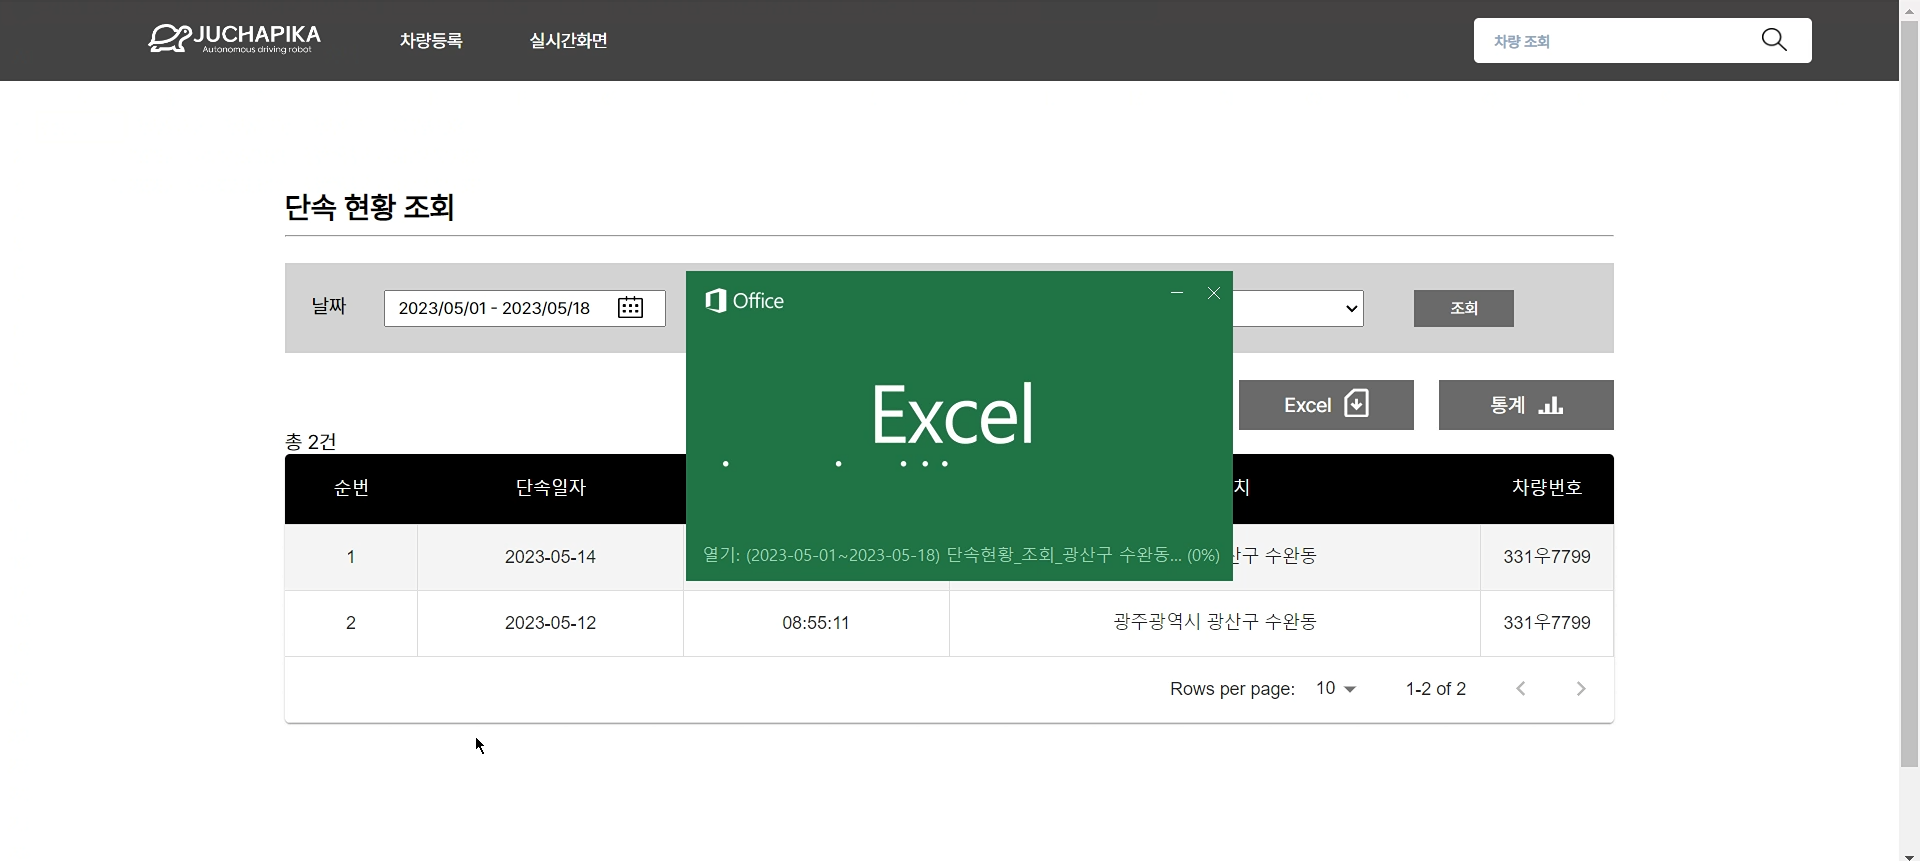 JUCHAPIKA
Autonomous driving robot
차량등록
실시간화면
차량 조회
단속 현황 조회
날짜
2023/05/01 - 2023/05/18
조회
Office
Excel
열기: (2023-05-01~2023-05-18) 단속현황_조회_광산구 수완동... (0%)
Excel
통계
총 2건
순번 단속일자 치 차량번호
1 2023-05-14 구 수완동 331우7799
2 2023-05-12 08:55:11 광주광역시 광산구 수완동 331우7799
Rows per page: 10 1-2 of 2